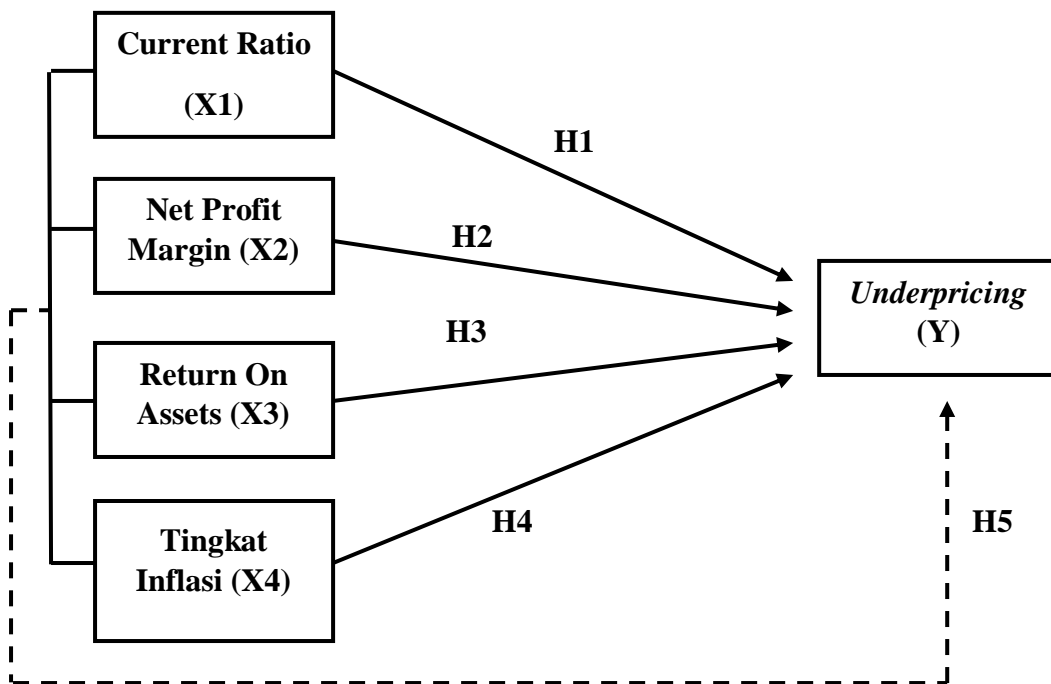 Current Ratio
(X1)
H1
Net Profit
Margin (X2)
H2
Underpricing
(Y)
H3
Return On
Assets (X3)
H4
H5
Tingkat
Inflasi (X4)